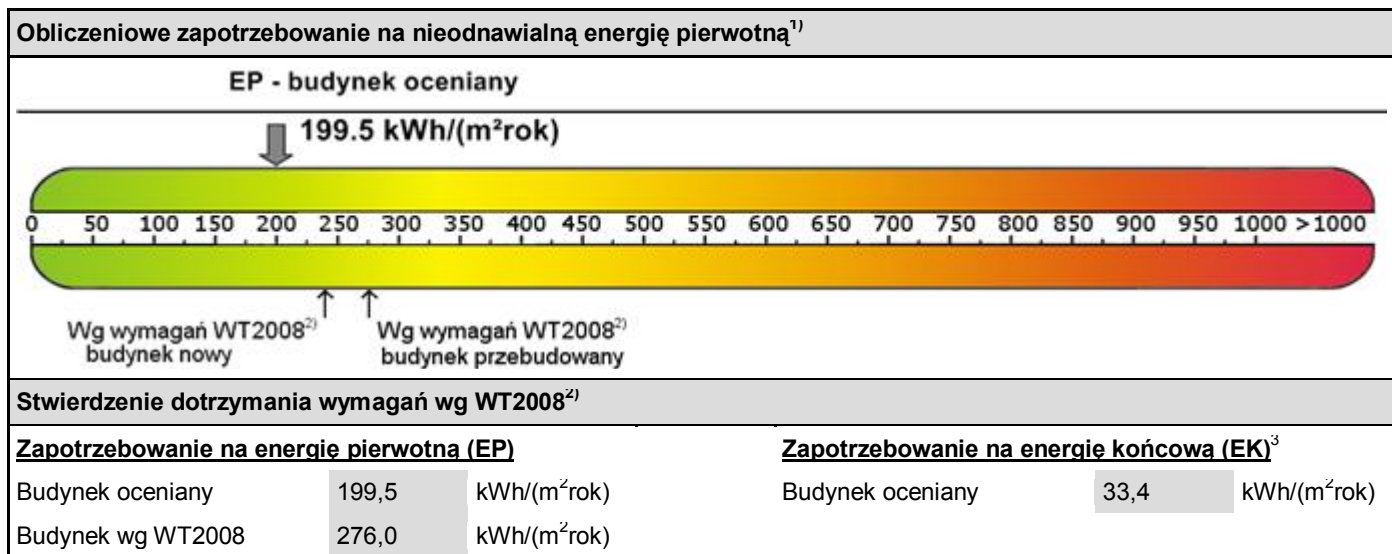 Obliczeniowe zapotrzebowanie na nieodnawialną energię pierwotną¹⁾
EP - budynek oceniany
199.5 kWh/(m²rok)
0 50 100 150 200 250 300 350 400 450 500 550 600 650 700 750 800 850 900 950 1000 >1000
Wg wymagań WT2008²⁾ Wg wymagań WT2008²⁾
budynek nowy budynek przebudowany
Stwierdzenie dotrzymania wymagań wg WT2008²⁾
Zapotrzebowanie na energię pierwotną (EP) Zapotrzebowanie na energię końcową (EK)³
Budynek oceniany 199,5 kWh/(m²rok) Budynek oceniany 33,4 kWh/(m²rok)
Budynek wg WT2008 276,0 kWh/(m²rok)